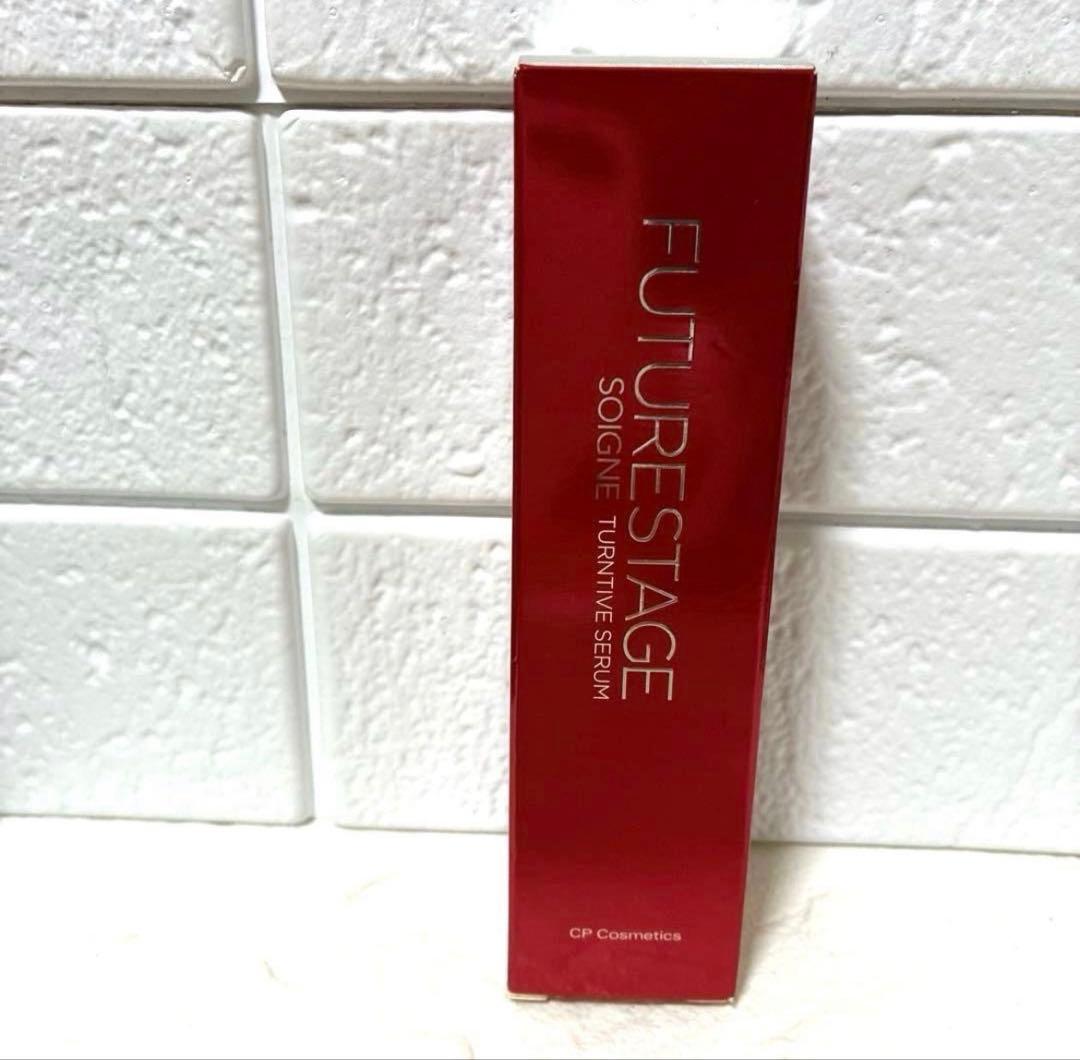 FUTURESTAGE
SOIGNE TURNTIVE SERUM
CP Cosmetics